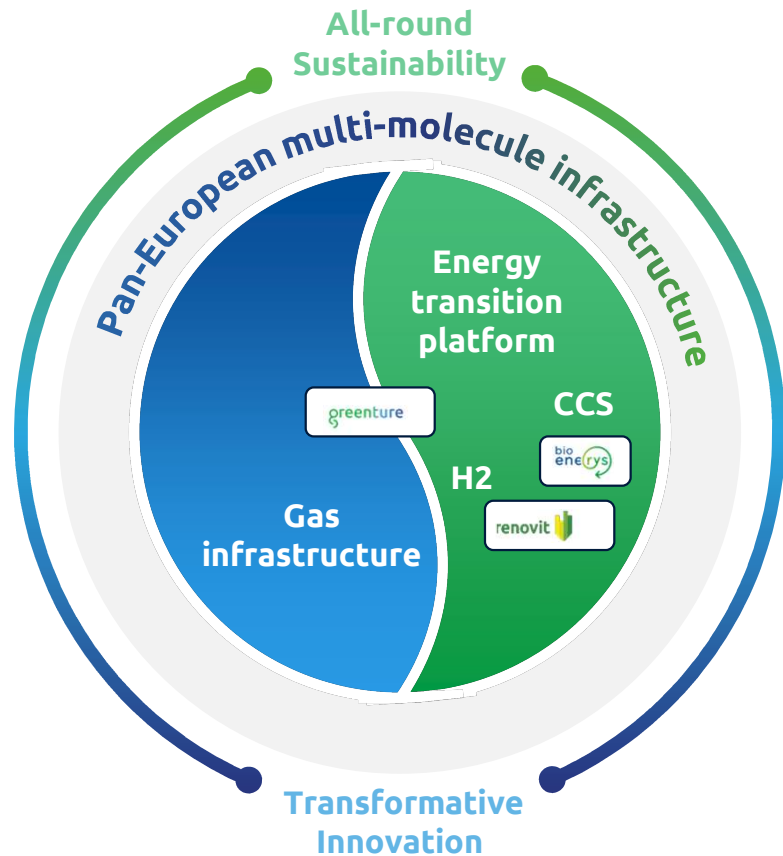 All-round
Sustainability
Pan-European multi-molecule infrastructure
Energy
transition
platform
greenture
CCS
bio
enerys
H2
renovit
Gas
infrastructure
Transformative
Innovation